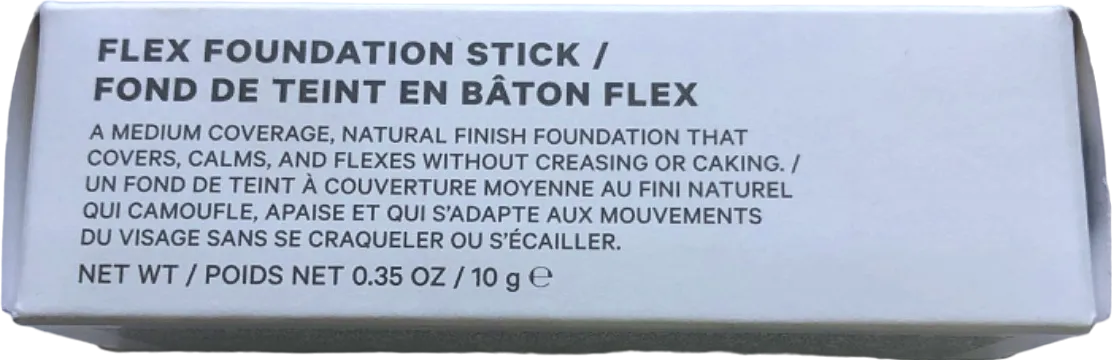 FLEX FOUNDATION STICK /
FOND DE TEINT EN BÂTON FLEX
A MEDIUM COVERAGE, NATURAL FINISH FOUNDATION THAT
COVERS, CALMS, AND FLEXES WITHOUT CREASING OR CAKING. /
UN FOND DE TEINT À COUVERTURE MOYENNE AU FINI NATUREL
QUI CAMOUFLE, APAISE ET QUI S'ADAPTE AUX MOUVEMENTS
DU VISAGE SANS SE CRAQUELER OU S'ÉCAILLER.
NET WT / POIDS NET 0.35 OZ / 10 g ℮